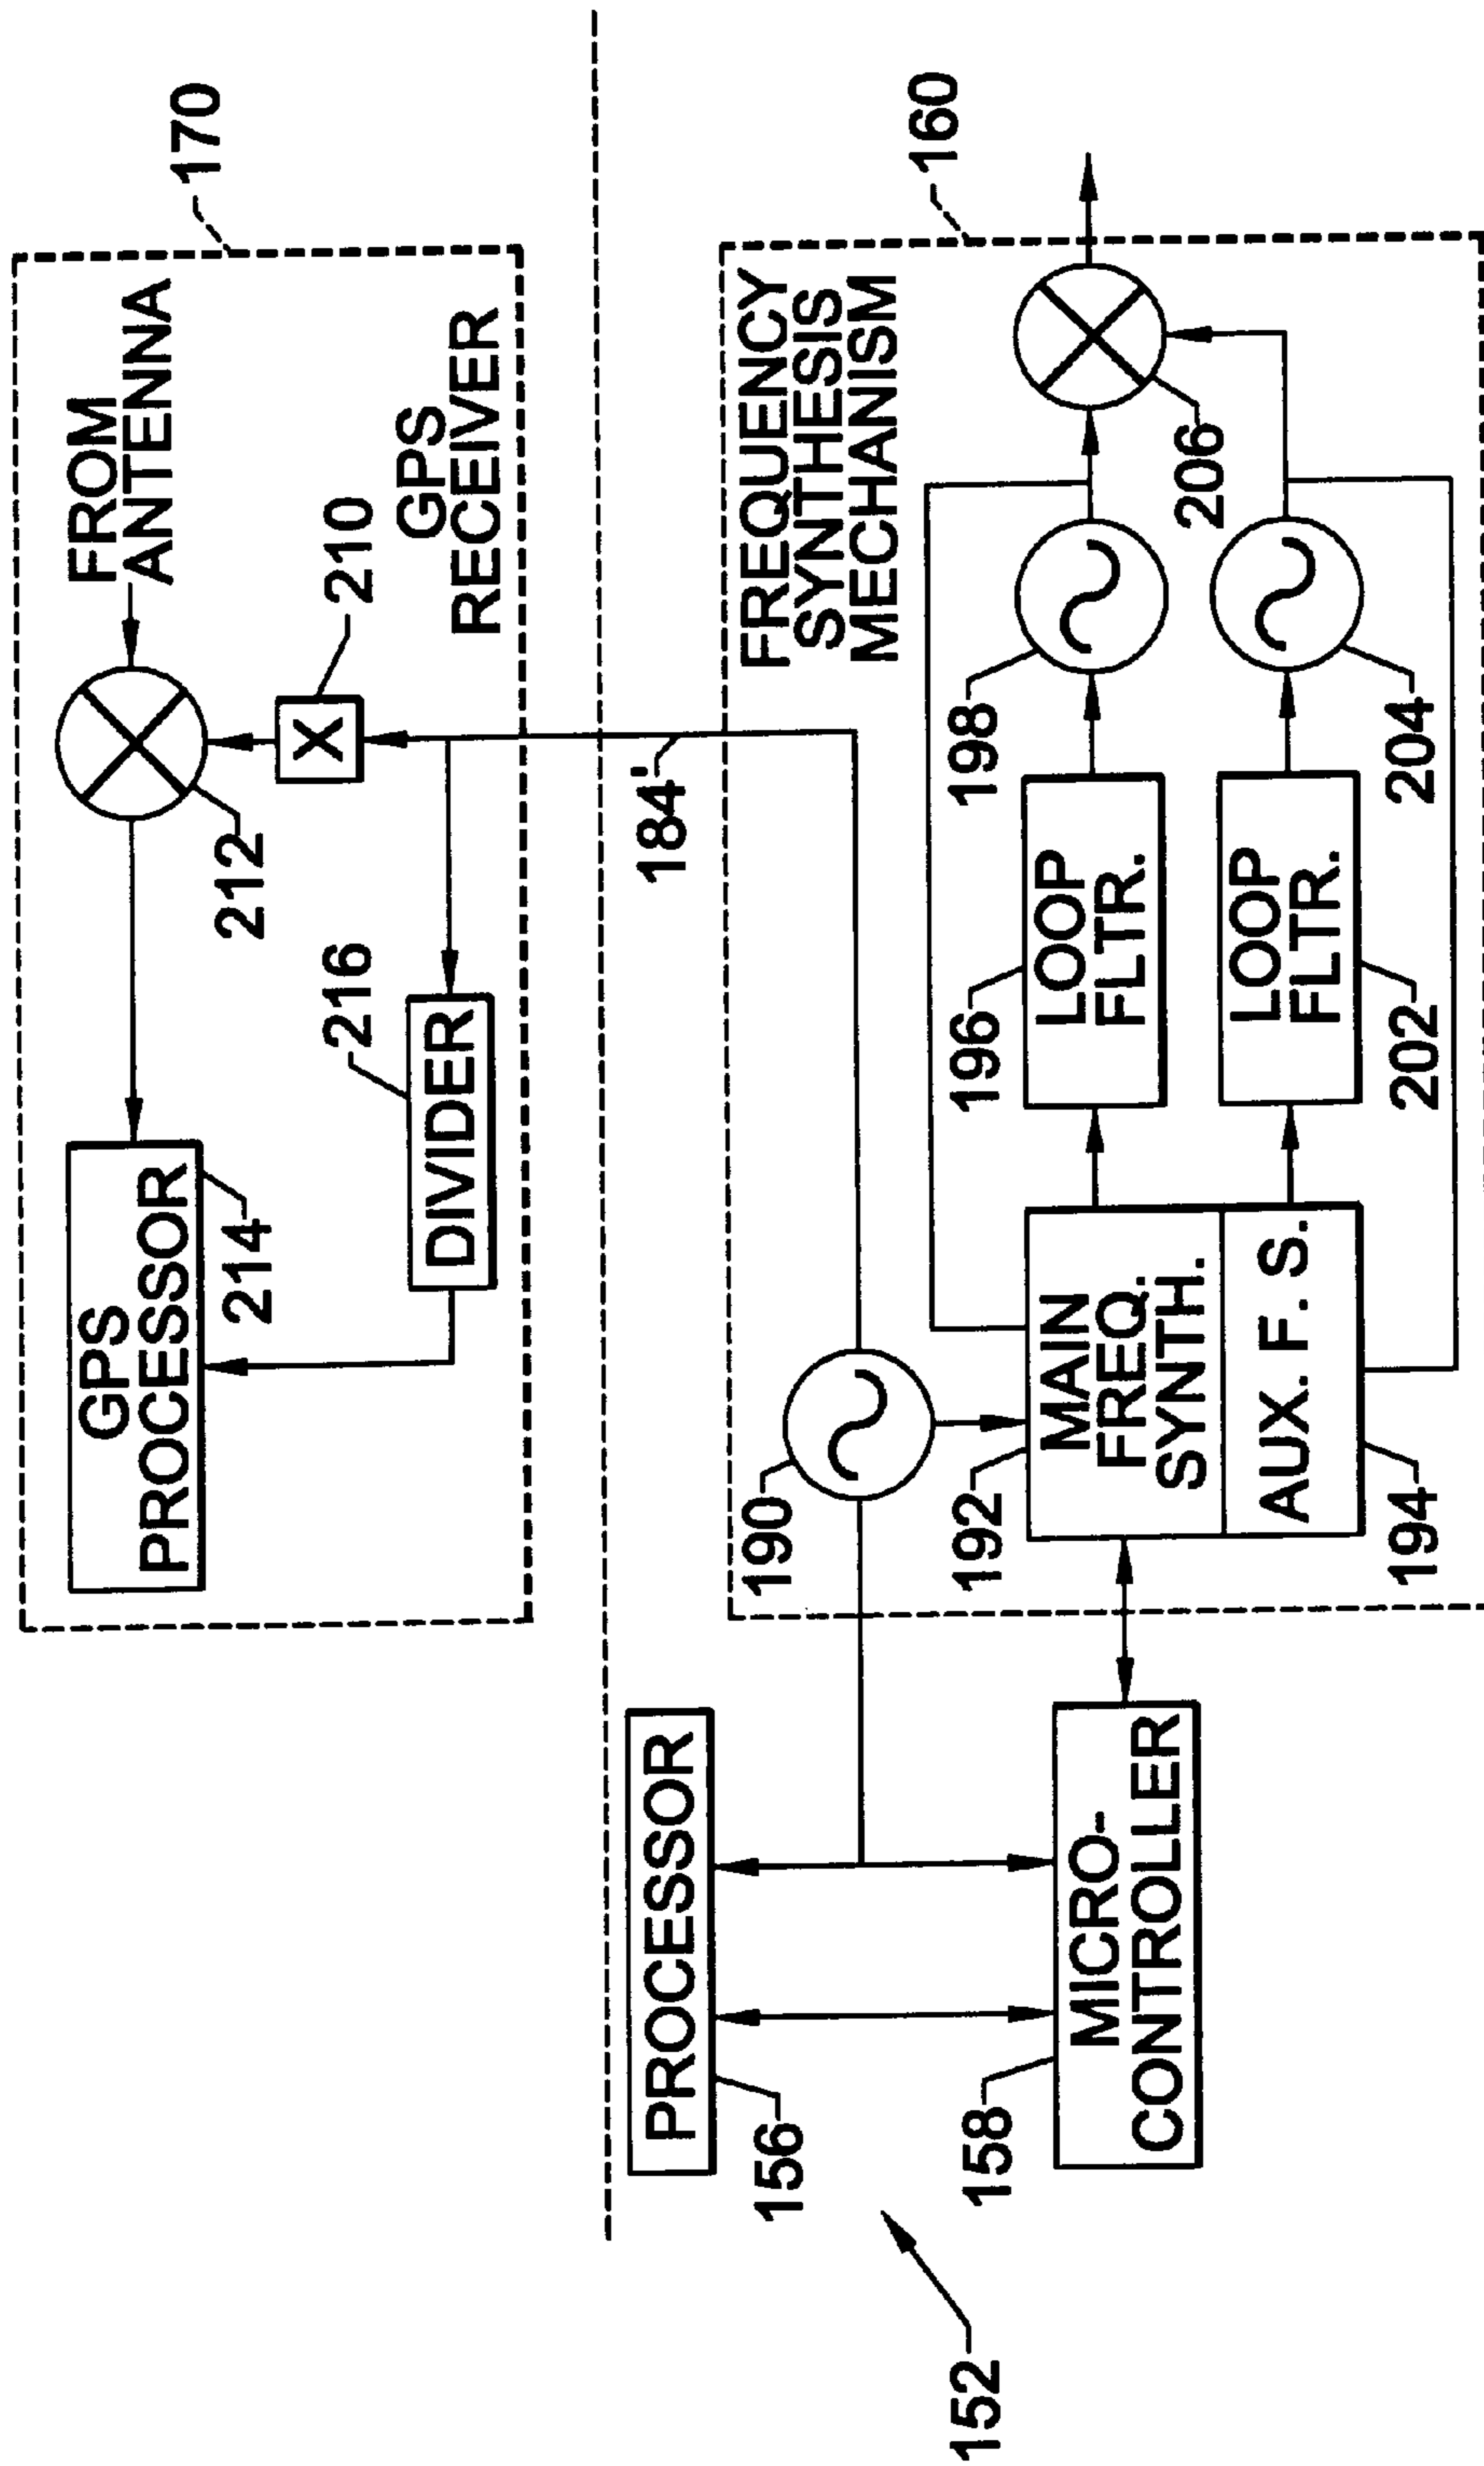 170
FROM
ANTENNA
212
210
GPS
RECEIVER
GPS
PROCESSOR
214
216
DIVIDER
184'
160
FREQUENCY
SYNTHESIS
MECHANISM
PROCESSOR
156
190
198
206
196
LOOP
FLTR.
192
MAIN
FREQ.
SYNTH.
158
MICRO-
CONTROLLER
LOOP
FLTR.
204
202
AUX. F. S.
194
152